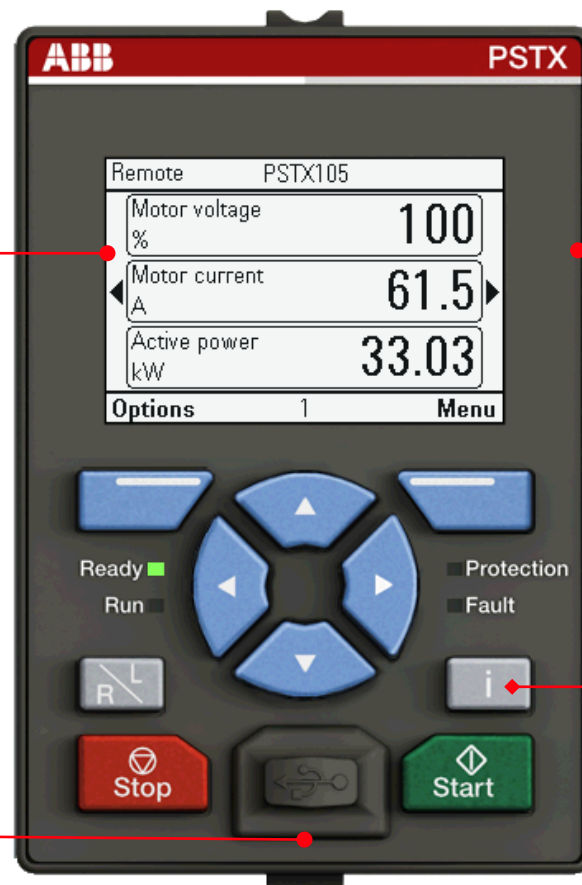 ABB PSTX
Remote PSTX105
Motor voltage 100
%
Motor current 61.5
A
Active power 33.03
kW
Options 1 Menu
Ready Protection
Run Fault
R L i
Stop Start